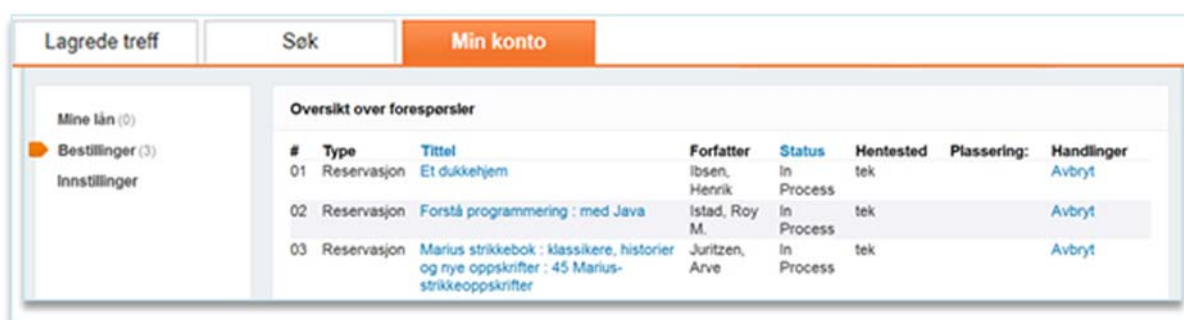 Lagrede treff Søk Min konto
Mine lån (0)
Bestillinger (3)
Innstillinger
Oversikt over forespørsler
# Type Tittel Forfatter Status Hentested Plassering: Handlinger
01 Reservasjon Et dukkehjem Ibsen, In tek Avbryt
Henrik Process
02 Reservasjon Forstå programmering : med Java Istad, Roy In tek Avbryt
M. Process
03 Reservasjon Marius strikkebok : klassikere, historier Juritzen, In tek Avbryt
og nye oppskrifter : 45 Marius- Arve Process
strikkeoppskrifter